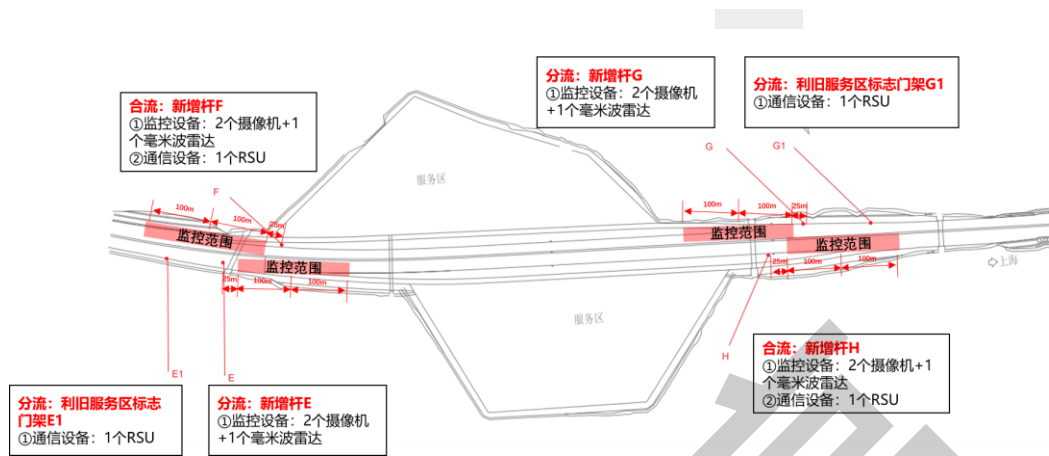 分流：新增杆G
①监控设备：2个摄像机
+1个毫米波雷达
分流：利旧服务区标志门架G1
①通信设备：1个RSU
合流：新增杆F
①监控设备：2个摄像机+1
个毫米波雷达
②通信设备：1个RSU
G
G1
服务区
F
100m
100m
25m
监控范围
100m
100m
25m
监控范围
监控范围
25m
100m
100m
监控范围
25m
100m
100m
上海
服务区
E1
E
H
合流：新增杆H
①监控设备：2个摄像机+1
个毫米波雷达
②通信设备：1个RSU
分流：利旧服务区标志
门架E1
①通信设备：1个RSU
分流：新增杆E
①监控设备：2个摄像机
+1个毫米波雷达